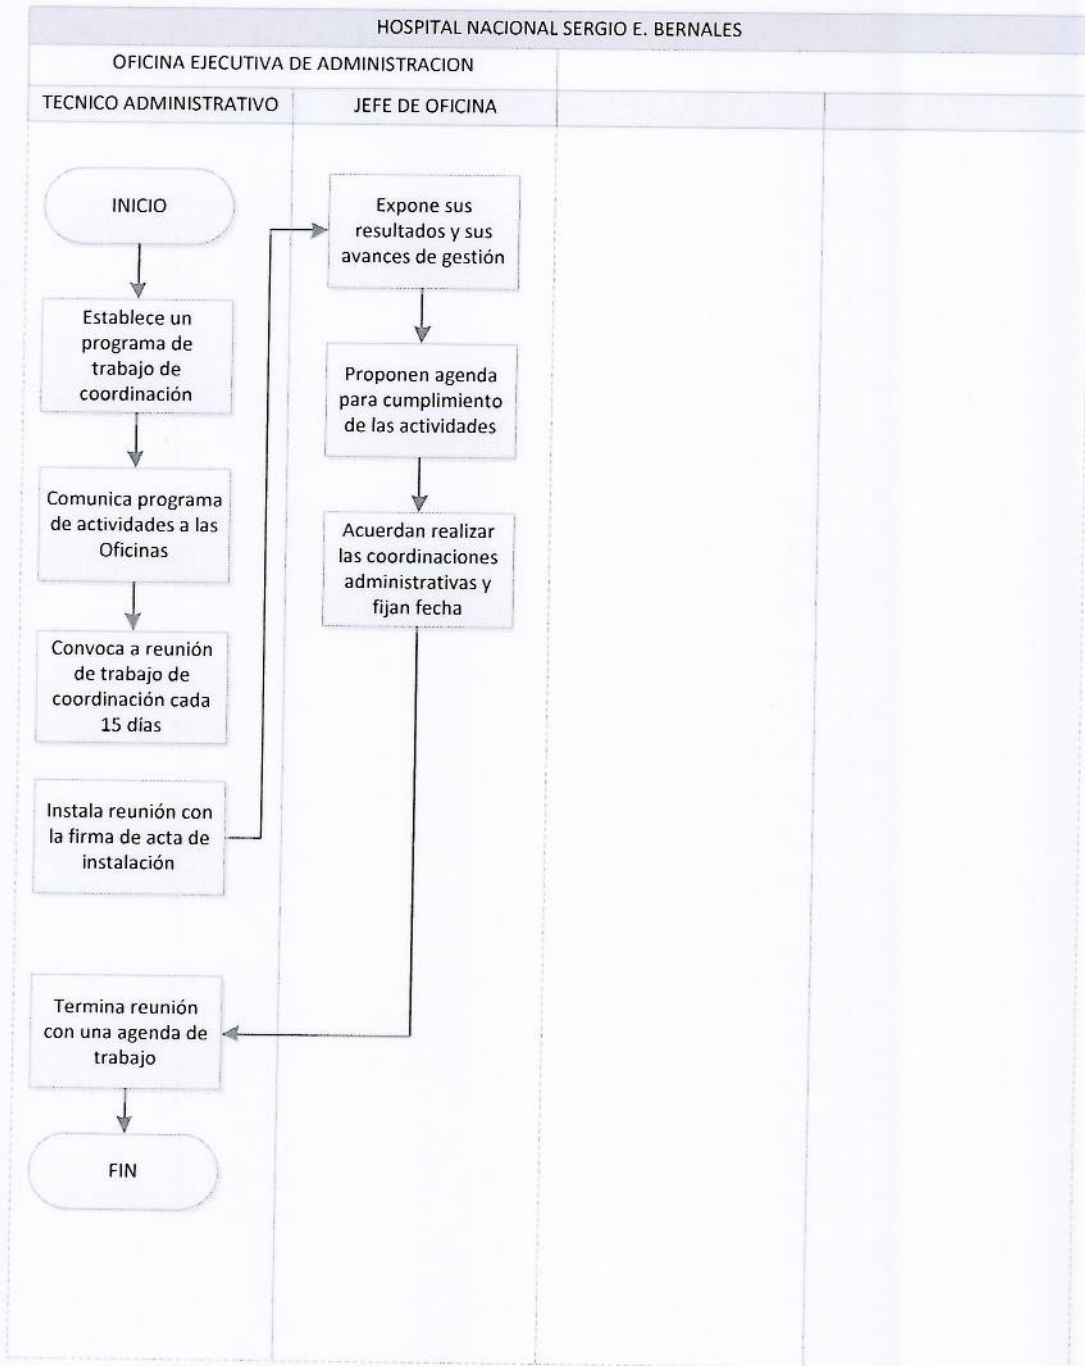 HOSPITAL NACIONAL SERGIO E. BERNALES
OFICINA EJECUTIVA DE ADMINISTRACION
TECNICO ADMINISTRATIVO
JEFE DE OFICINA
INICIO
Establece un
programa de
trabajo de
coordinación
Comunica programa
de actividades a las
Oficinas
Convoca a reunión
de trabajo de
coordinación cada
15 días
Instala reunión con
la firma de acta de
instalación
Expone sus
resultados y sus
avances de gestión
Proponen agenda
para cumplimiento
de las actividades
Acuerdan realizar
las coordinaciones
administrativas y
fijan fecha
Termina reunión
con una agenda de
trabajo
FIN